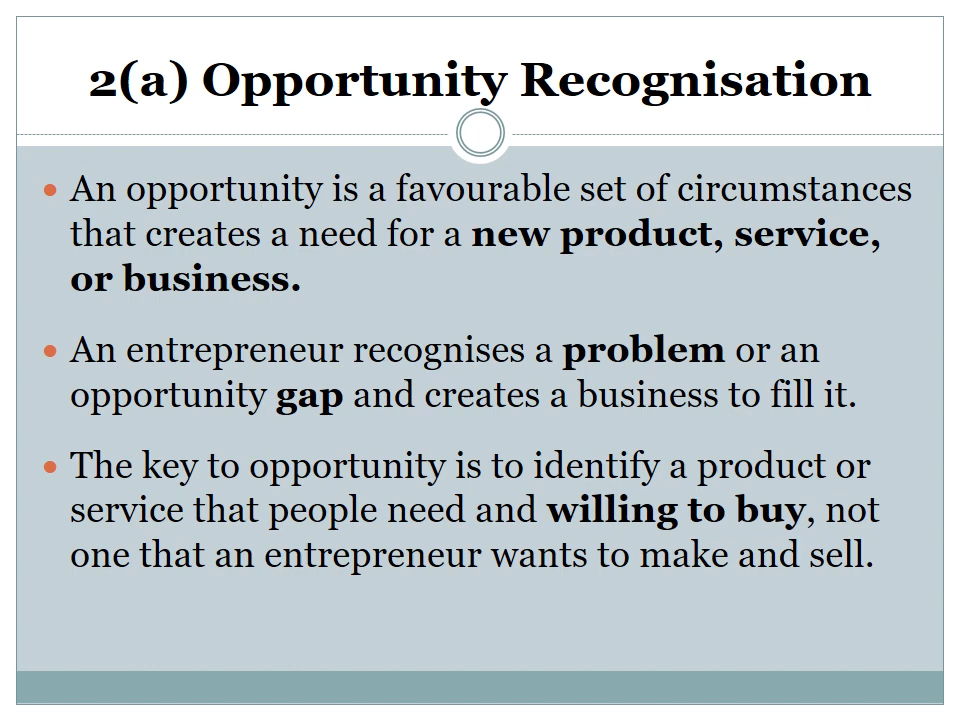 2(a) Opportunity Recognisation
• An opportunity is a favourable set of circumstances
that creates a need for a new product, service,
or business.
• An entrepreneur recognises a problem or an
opportunity gap and creates a business to fill it.
• The key to opportunity is to identify a product or
service that people need and willing to buy, not
one that an entrepreneur wants to make and sell.